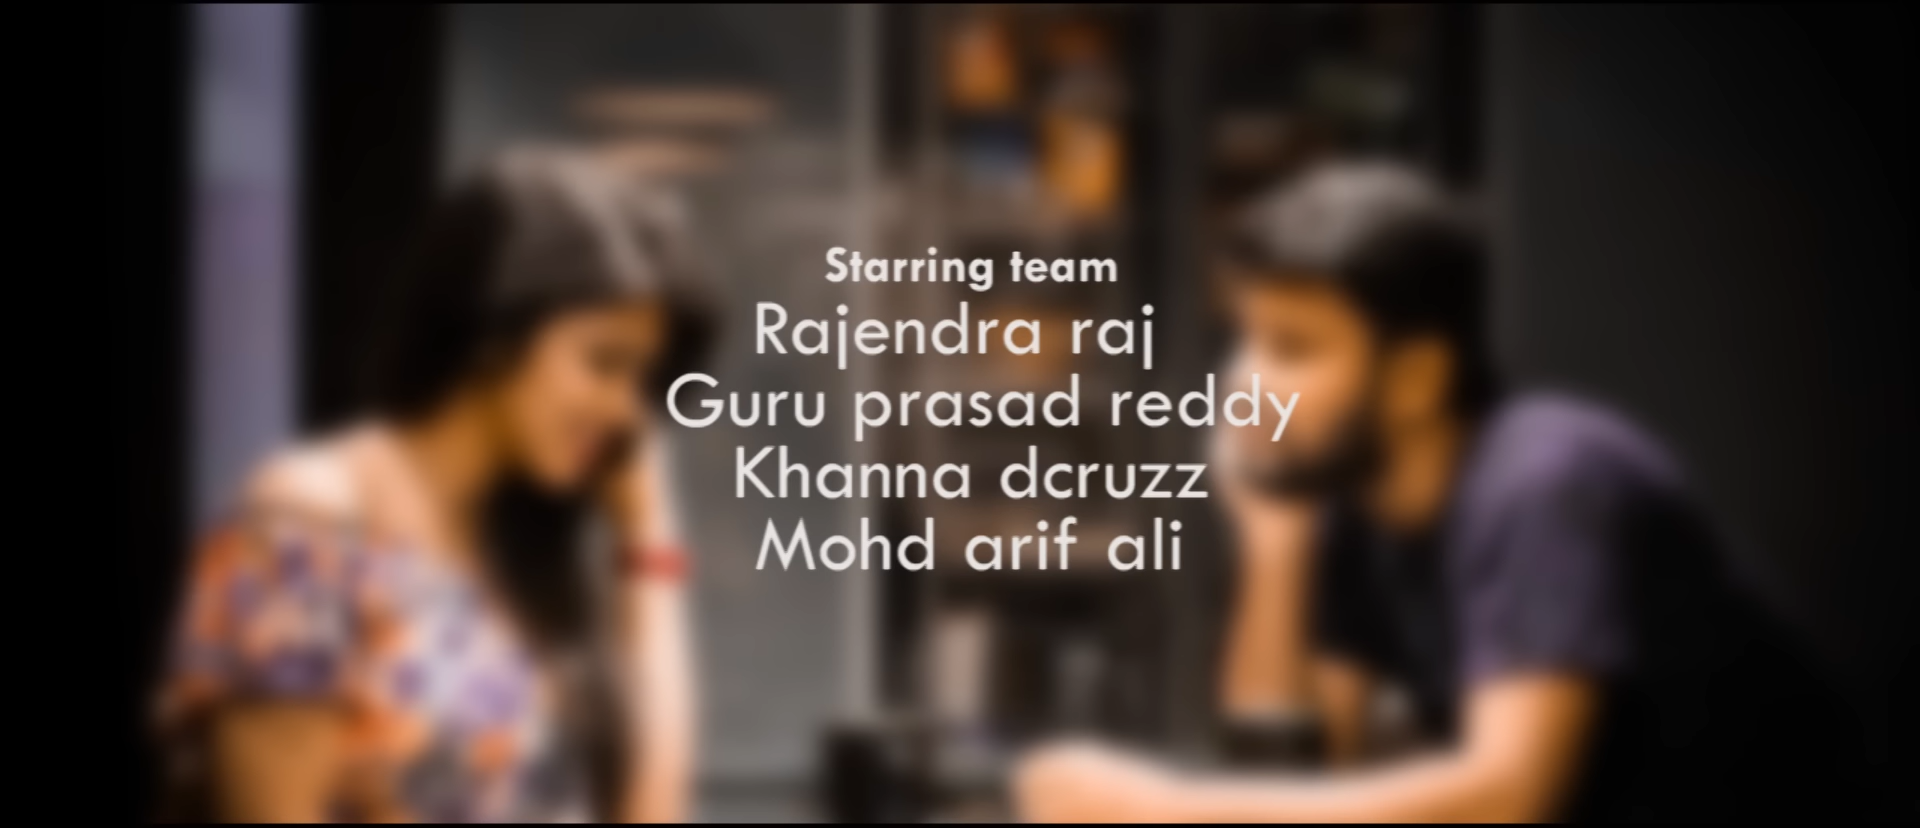 Starring team
Rajendra raj
Guru prasad reddy
Khanna dcruzz
Mohd arif ali